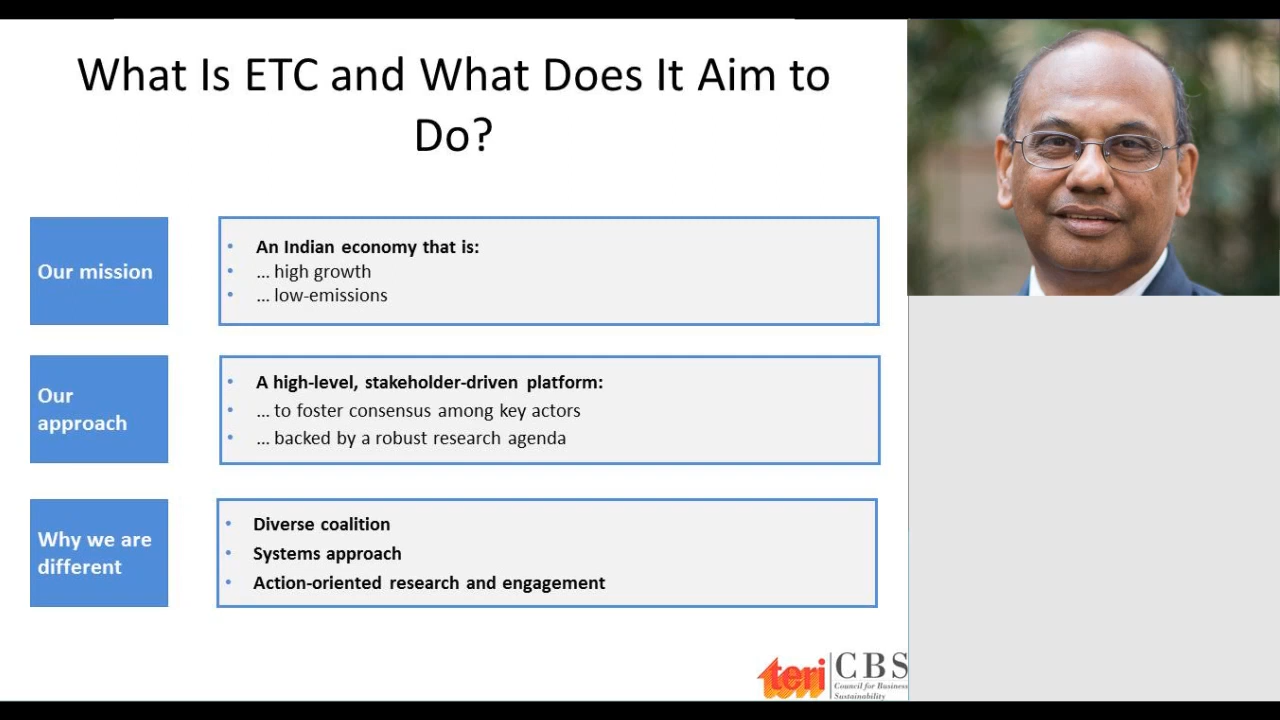 What Is ETC and What Does It Aim to
Do?
Our mission
• An Indian economy that is:
• ... high growth
• ... low-emissions
Our
approach
• A high-level, stakeholder-driven platform:
• ... to foster consensus among key actors
• ... backed by a robust research agenda
Why we are
different
• Diverse coalition
• Systems approach
• Action-oriented research and engagement
teri
CBS
Council for Business
Sustainability